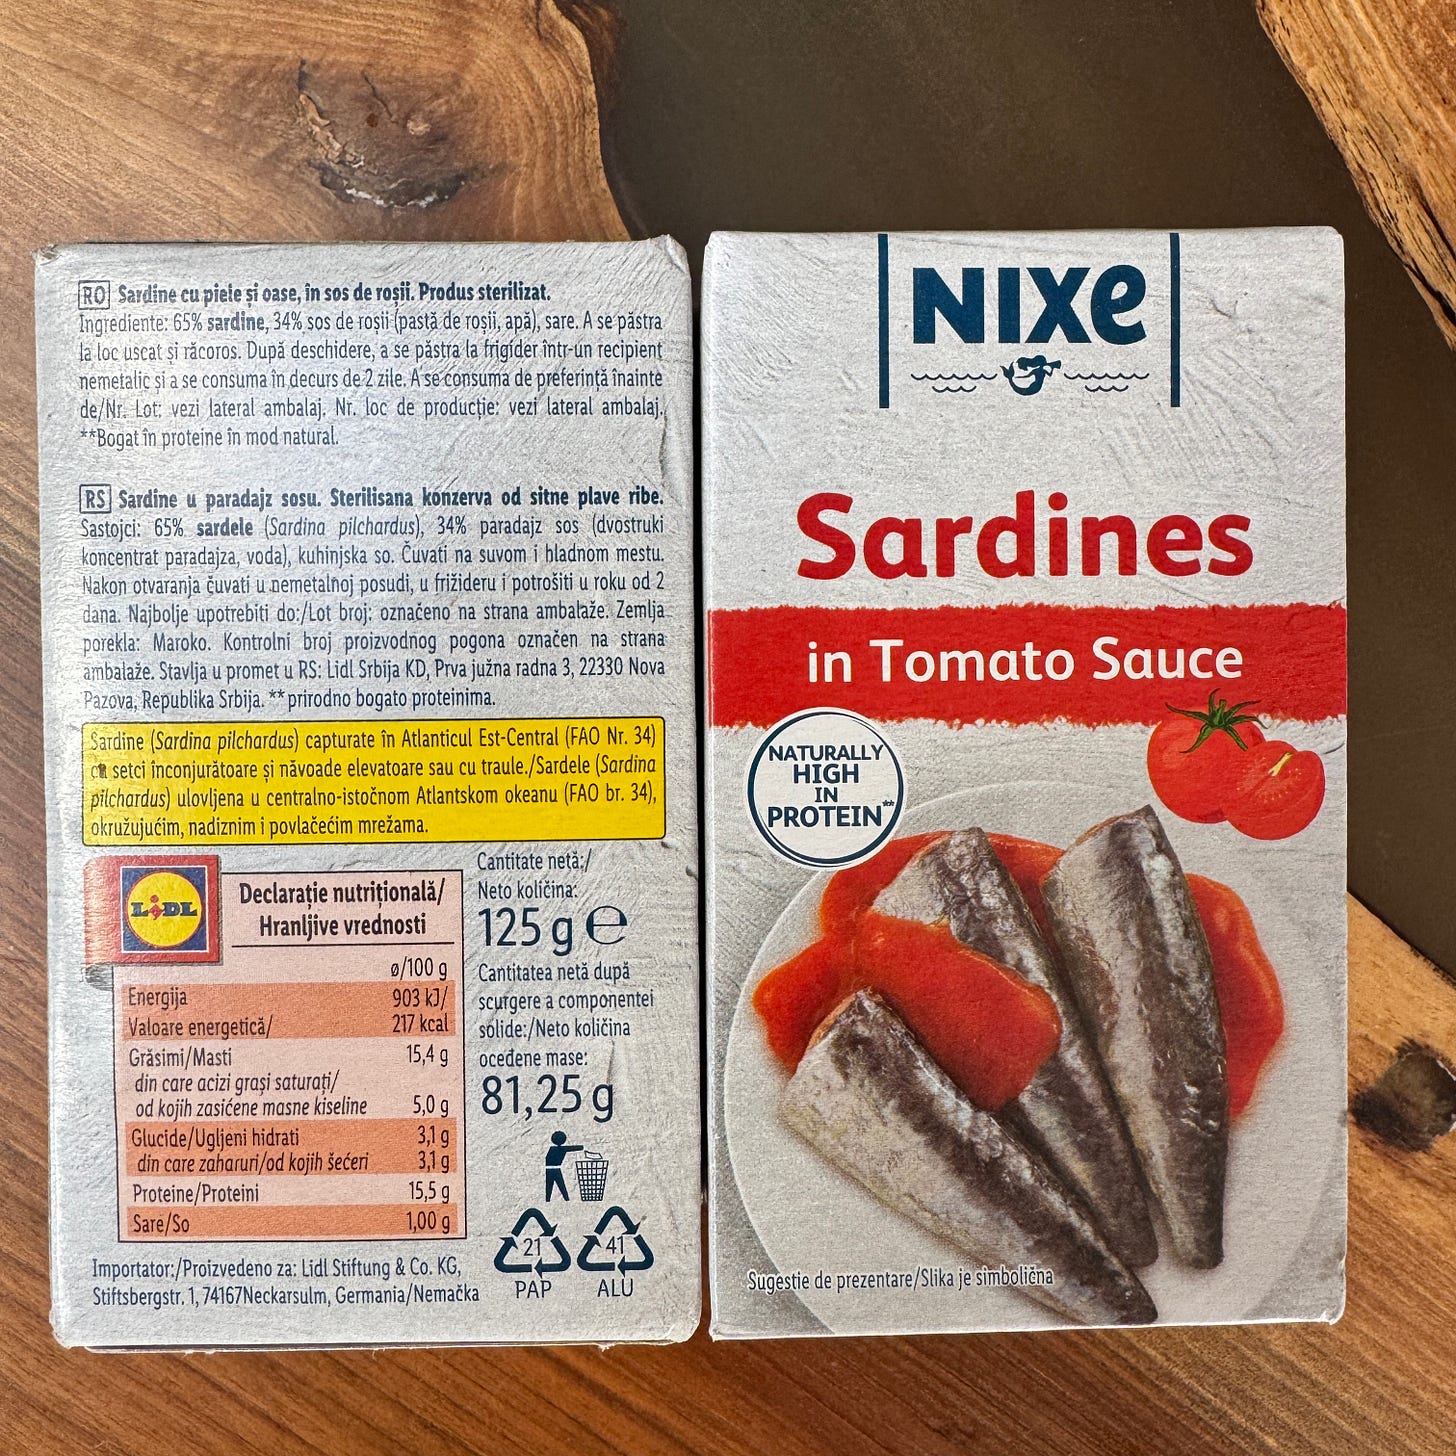 RO Sardine cu piele și oase, în sos de roșii. Produs sterilizat.
Ingrediente: 65% sardine, 34% sos de roșii (pastă de roșii, apă), sare. A se păstra
la loc uscat și răcoros. După deschidere, a se păstra la frigider într-un recipient
nemetalic și a se consuma în decurs de 2 zile. A se consuma de preferință înainte
de/Nr. Lot: vezi lateral ambalaj. Nr. loc de producție: vezi lateral ambalaj.
**Bogat în proteine în mod natural.
RS Sardine u paradajz sosu. Sterilisana konzerva od sitne plave ribe.
Sastojci: 65% sardele (Sardina pilchardus), 34% paradajz sos (dvostruki
koncentrat paradajza, voda), kuhinjska so. Čuvati na suvom i hladnom mestu.
Nakon otvaranja čuvati u nemetalnoj posudi, u frižideru i potrošiti u roku od 2
dana. Najbolje upotrebiti do:/Lot broj: označeno na strana ambalaže. Zemlja
porekla: Maroko. Kontrolni broj proizvodnog pogona označen na strana
ambalaže. Stavlja u promet u RS: Lidl Srbija KD, Prva južna radna 3, 22330 Nova
Pazova, Republika Srbija. ** prirodno bogato proteinima.
Sardine (Sardina pilchardus) capturate în Atlanticul Est-Central (FAO Nr. 34)
cu setci înconjurătoare și năvoade elevatoare sau cu traule./Sardele (Sardina
pilchardus) ulovljena u centralno-istočnom Atlantskom okeanu (FAO br. 34),
okružujućim, nadiznim i povlačećim mrežama.
LIDL
Declarație nutrițională/
Hranljive vrednosti
ø/100 g
Energija 903 kJ/
Valoare energetică/ 217 kcal
Grăsimi/Masti 15,4 g
din care acizi grași saturați/
od kojih zasićene masne kiseline 5,0 g
Glucide/Ugljeni hidrati 3,1 g
din care zaharuri/od kojih šećeri 3,1 g
Proteine/Proteini 15,5 g
Sare/So 1,00 g
Cantitate netă:/
Neto količina:
125 g ℮
Cantitatea netă după
scurgere a componentei
solide:/Neto količina
oceđene mase:
81,25 g
21 41
PAP ALU
Importator:/Proizvedeno za: Lidl Stiftung & Co. KG,
Stiftsbergstr. 1, 74167Neckarsulm, Germania/Nemačka
NIXe
Sardines
in Tomato Sauce
NATURALLY
HIGH
IN
PROTEIN**
Sugestie de prezentare/Slika je simbolična